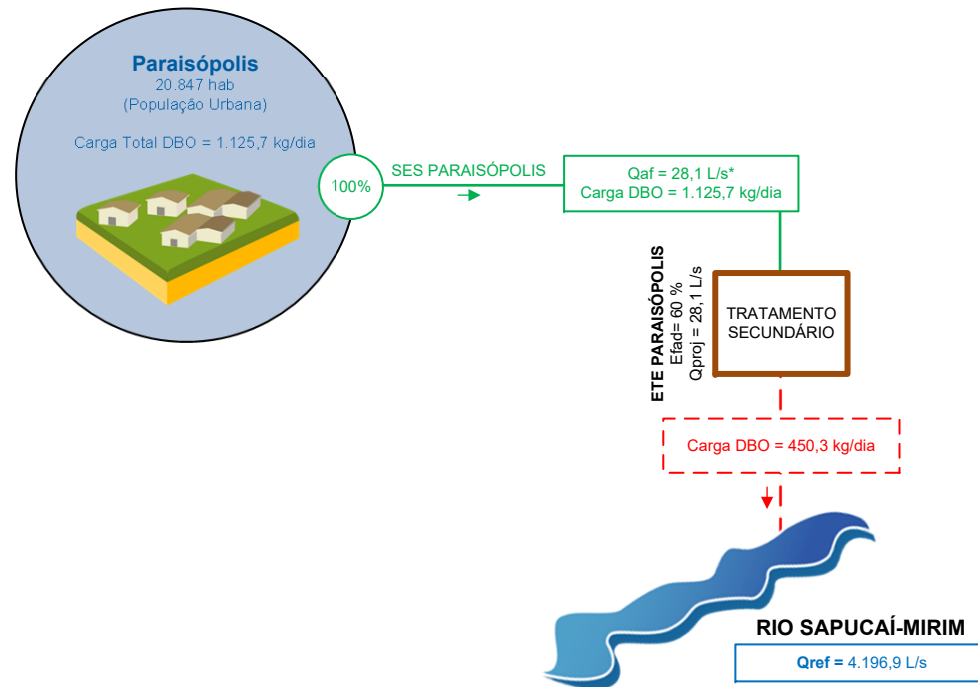 Paraisópolis
20.847 hab
(População Urbana)
Carga Total DBO = 1.125,7 kg/dia
100%
SES PARAISÓPOLIS
Qaf = 28,1 L/s*
Carga DBO = 1.125,7 kg/dia
ETE PARAISÓPOLIS
Efad= 60 %
Qproj = 28,1 L/s
TRATAMENTO
SECUNDÁRIO
Carga DBO = 450,3 kg/dia
RIO SAPUCAÍ-MIRIM
Qref = 4.196,9 L/s